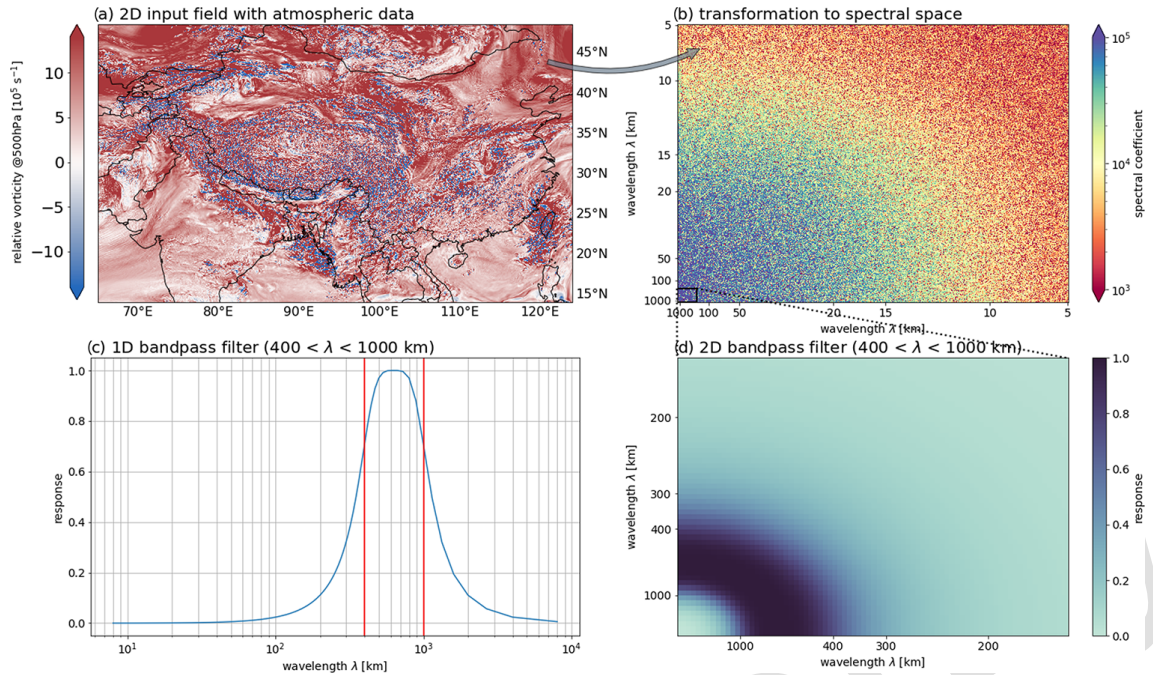 (a) 2D input field with atmospheric data
relative vorticity @500hPa [10⁵ s⁻¹]
10
5
0
−5
−10
45°N
40°N
35°N
30°N
25°N
20°N
15°N
70°E 80°E 90°E 100°E 110°E 120°E
(b) transformation to spectral space
wavelength λ [km]
5
10
15
20
50
100
1000
1000 100 50 20 15 10 5
wavelength λ [km]
10⁵
10⁴
10³
spectral coefficient
(c) 1D bandpass filter (400 < λ < 1000 km)
response
1.0
0.8
0.6
0.4
0.2
0.0
10¹ 10² 10³ 10⁴
wavelength λ [km]
(d) 2D bandpass filter (400 < λ < 1000 km)
wavelength λ [km]
200
300
400
1000
1000 400 300 200
wavelength λ [km]
1.0
0.8
0.6
0.4
0.2
0.0
response